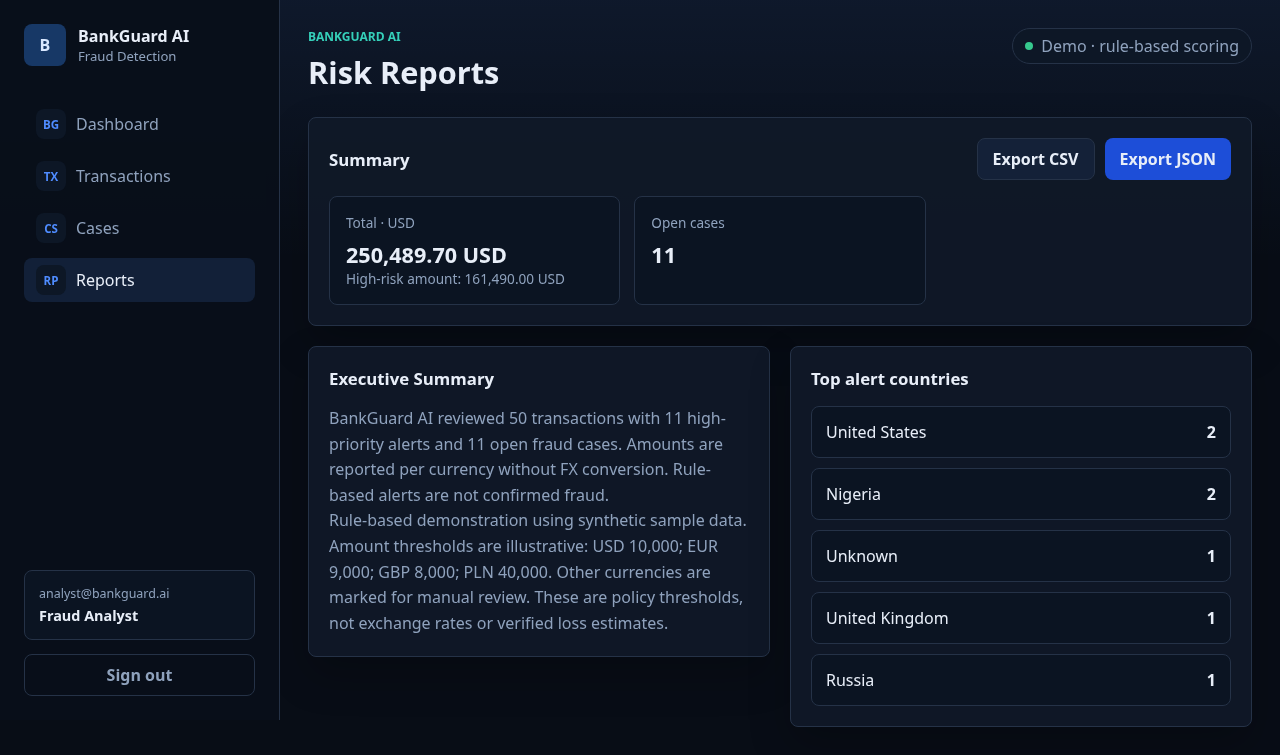 B
BankGuard AI
Fraud Detection
BG Dashboard
TX Transactions
CS Cases
RP Reports
analyst@bankguard.ai
Fraud Analyst
Sign out
BANKGUARD AI
Risk Reports
Demo · rule-based scoring
Summary
Export CSV
Export JSON
Total · USD
250,489.70 USD
High-risk amount: 161,490.00 USD
Open cases
11
Executive Summary
BankGuard AI reviewed 50 transactions with 11 high-
priority alerts and 11 open fraud cases. Amounts are
reported per currency without FX conversion. Rule-
based alerts are not confirmed fraud.
Rule-based demonstration using synthetic sample data.
Amount thresholds are illustrative: USD 10,000; EUR
9,000; GBP 8,000; PLN 40,000. Other currencies are
marked for manual review. These are policy thresholds,
not exchange rates or verified loss estimates.
Top alert countries
United States 2
Nigeria 2
Unknown 1
United Kingdom 1
Russia 1